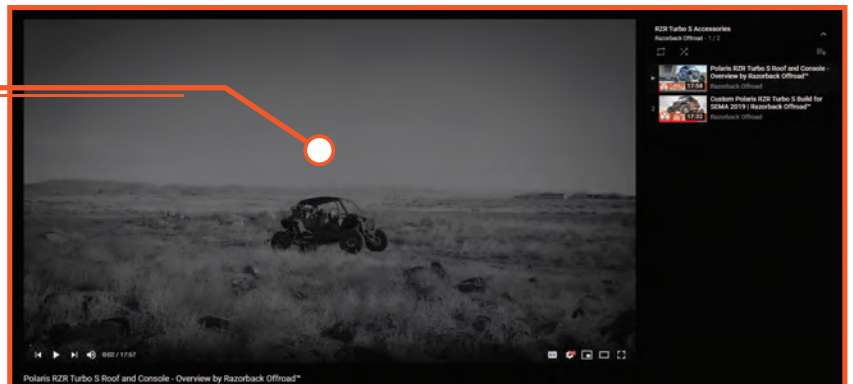 RZR Turbo S Accessories
Razorback Offroad - 1 / 2
Polaris RZR Turbo S Roof and Console -
Overview by Razorback Offroad™
Razorback Offroad
17:58
2
Custom Polaris RZR Turbo S Build for
SEMA 2019 | Razorback Offroad™
Razorback Offroad
17:32
0:02 / 17:57
Polaris RZR Turbo S Roof and Console - Overview by Razorback Offroad™